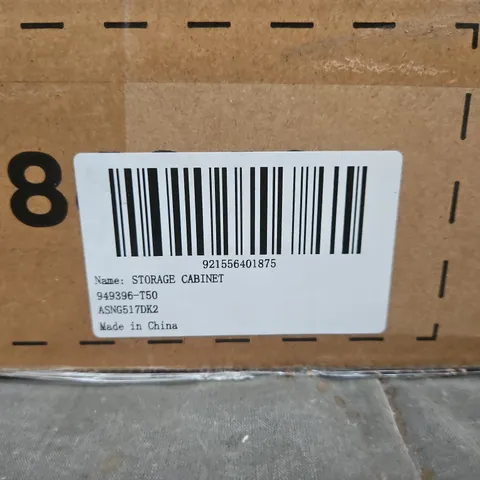 8
921556401875
Name: STORAGE CABINET
949396-T50
ASNG517DK2
Made in China